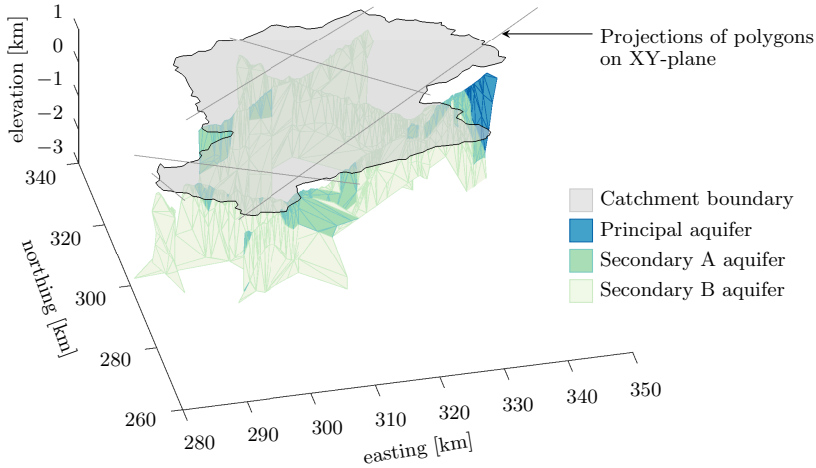 1
0
−1
−2
−3
elevation [km]
340
320
300
280
260
northing [km]
280
290
300
310
320
330
340
350
easting [km]
Projections of polygons
on XY-plane
Catchment boundary
Principal aquifer
Secondary A aquifer
Secondary B aquifer